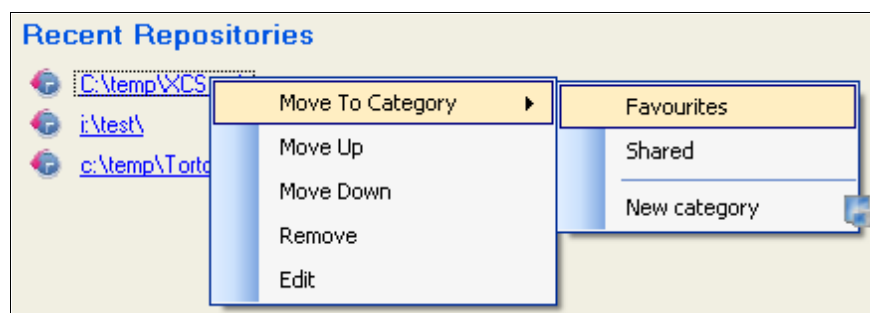 Recent Repositories
C:\temp\XCS
i:\test\
c:\temp\Torto
Move To Category
Move Up
Move Down
Remove
Edit
Favourites
Shared
New category